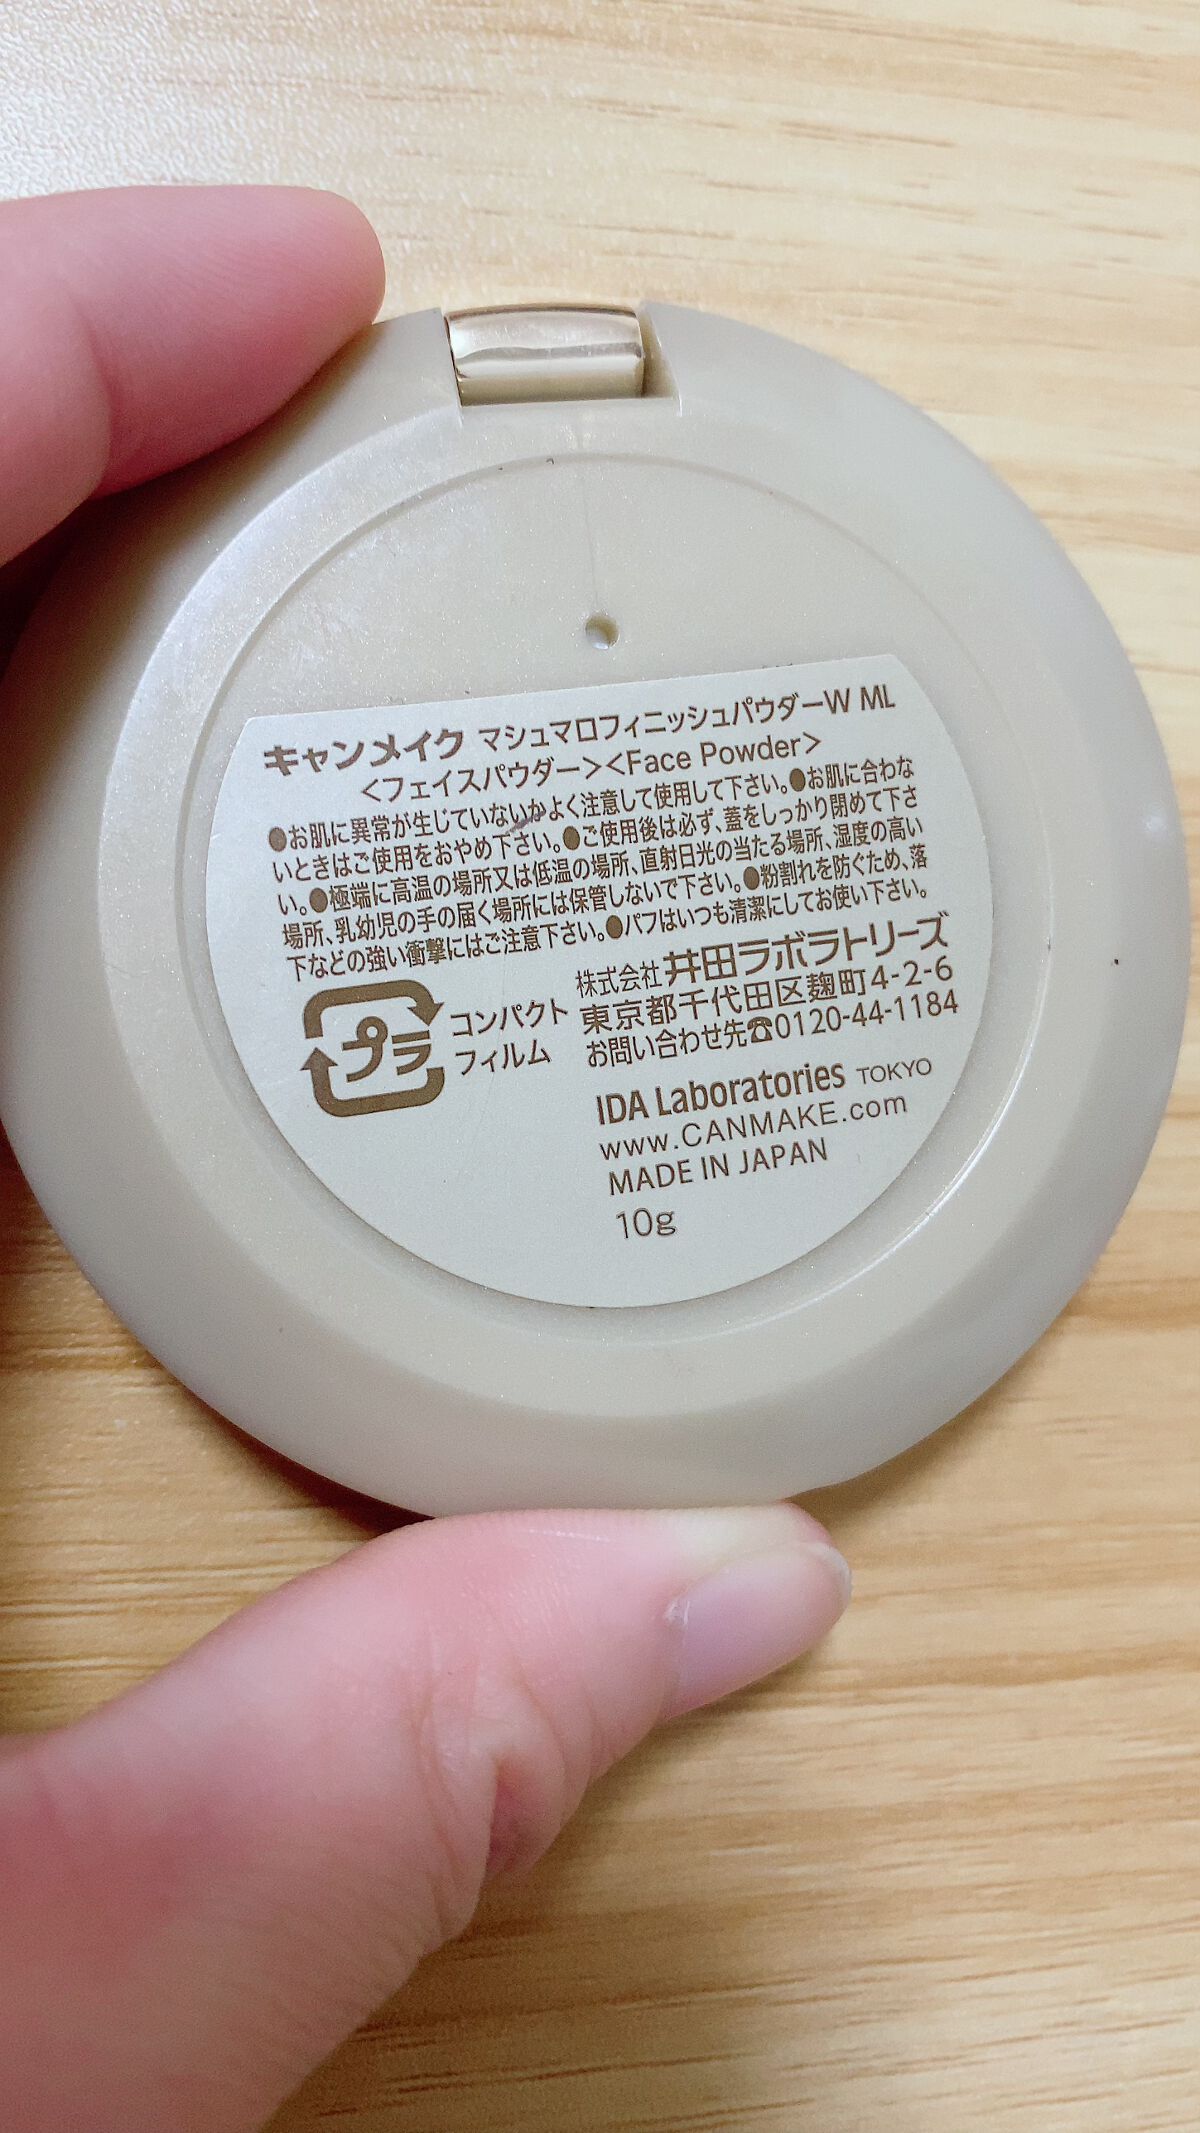 キャンメイク マシュマロフィニッシュパウダーW ML
<フェイスパウダー><Face Powder>
●お肌に異常が生じていないかよく注意して使用して下さい。●お肌に合わな
いときはご使用をおやめ下さい。●ご使用後は必ず、蓋をしっかり閉めて下さ
い。●極端に高温の場所又は低温の場所、直射日光の当たる場所、湿度の高い
場所、乳幼児の手の届く場所には保管しないで下さい。●粉割れを防ぐため、落
下などの強い衝撃にはご注意下さい。●パフはいつも清潔にしてお使い下さい。
プラ
コンパクト
フィルム
株式会社 井田ラボラトリーズ
東京都千代田区麹町4-2-6
お問い合わせ先☎0120-44-1184
IDA Laboratories TOKYO
www.CANMAKE.com
MADE IN JAPAN
10g